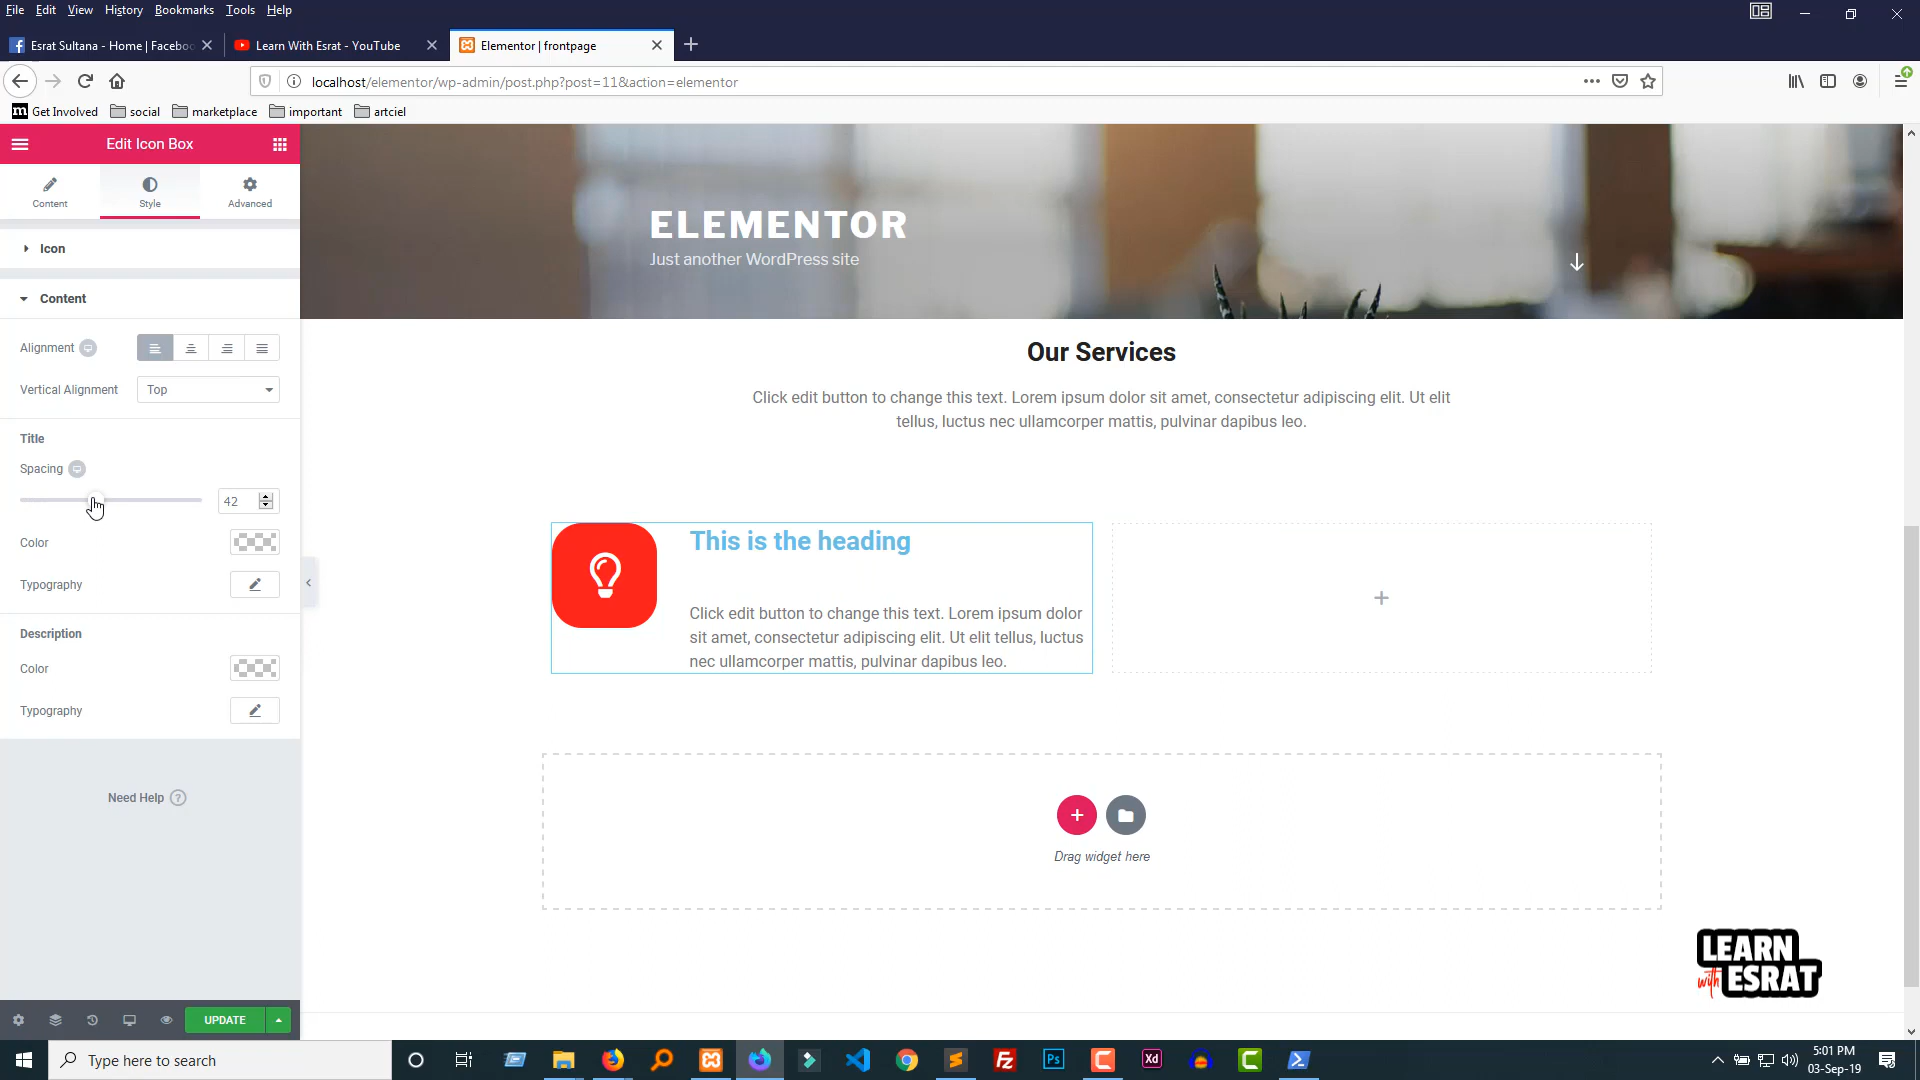 File Edit View History Bookmarks Tools Help
Esrat Sultana - Home | Faceboo
Learn With Esrat - YouTube
Elementor | frontpage
localhost/elementor/wp-admin/post.php?post=11&action=elementor
m Get Involved social marketplace important artciel
Edit Icon Box
Content Style Advanced
Icon
Content
Alignment
Vertical Alignment Top
Title
Spacing
42
Color
Typography
Description
Color
Typography
Need Help ?
UPDATE
ELEMENTOR
Just another WordPress site
Our Services
Click edit button to change this text. Lorem ipsum dolor sit amet, consectetur adipiscing elit. Ut elit
tellus, luctus nec ullamcorper mattis, pulvinar dapibus leo.
This is the heading
Click edit button to change this text. Lorem ipsum dolor
sit amet, consectetur adipiscing elit. Ut elit tellus, luctus
nec ullamcorper mattis, pulvinar dapibus leo.
Drag widget here
LEARN
with ESRAT
Type here to search
Fz
Ps
Xd
5:01 PM
03-Sep-19